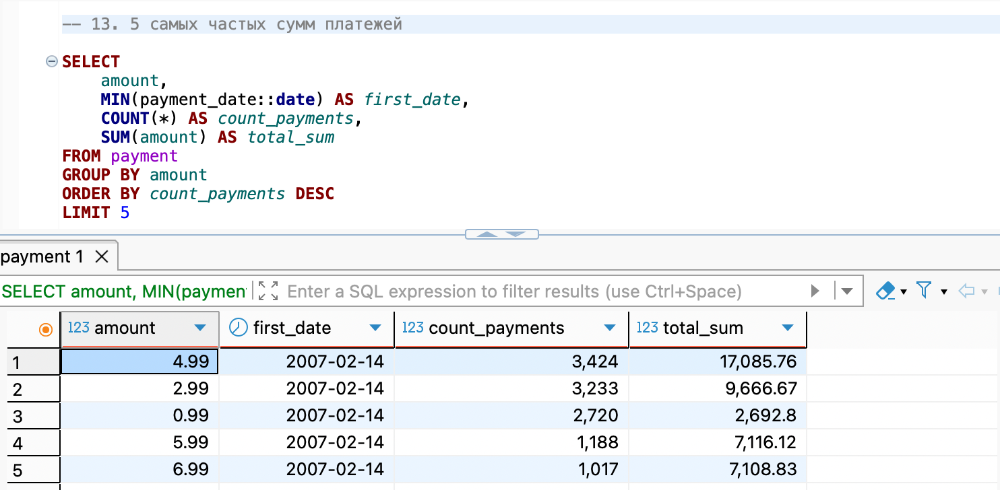 -- 13. 5 самых частых сумм платежей
SELECT
amount,
MIN(payment_date::date) AS first_date,
COUNT(*) AS count_payments,
SUM(amount) AS total_sum
FROM payment
GROUP BY amount
ORDER BY count_payments DESC
LIMIT 5
payment 1
SELECT amount, MIN(paymen Enter a SQL expression to filter results (use Ctrl+Space)
123 amount first_date 123 count_payments 123 total_sum
1 4.99 2007-02-14 3,424 17,085.76
2 2.99 2007-02-14 3,233 9,666.67
3 0.99 2007-02-14 2,720 2,692.8
4 5.99 2007-02-14 1,188 7,116.12
5 6.99 2007-02-14 1,017 7,108.83